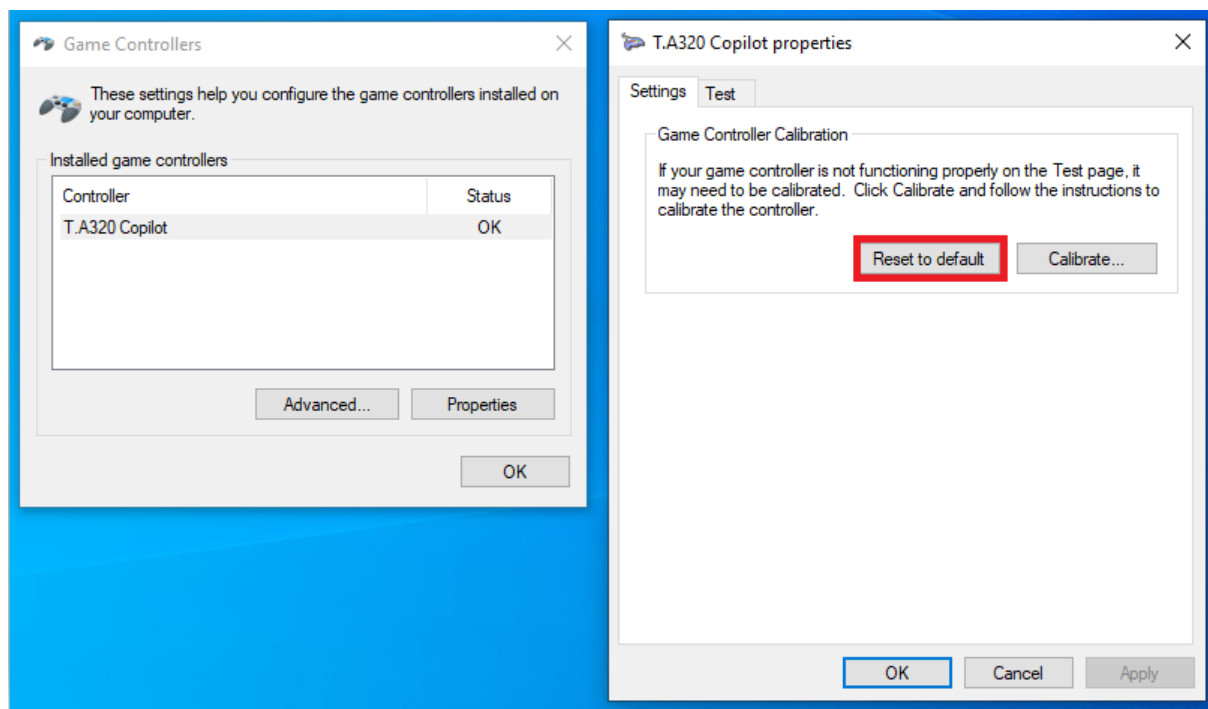 Game Controllers
These settings help you configure the game controllers installed on
your computer.
Installed game controllers
Controller Status
T.A320 Copilot OK
Advanced... Properties
OK
T.A320 Copilot properties
Settings Test
Game Controller Calibration
If your game controller is not functioning properly on the Test page, it
may need to be calibrated.  Click Calibrate and follow the instructions to
calibrate the controller.
Reset to default Calibrate...
OK Cancel Apply